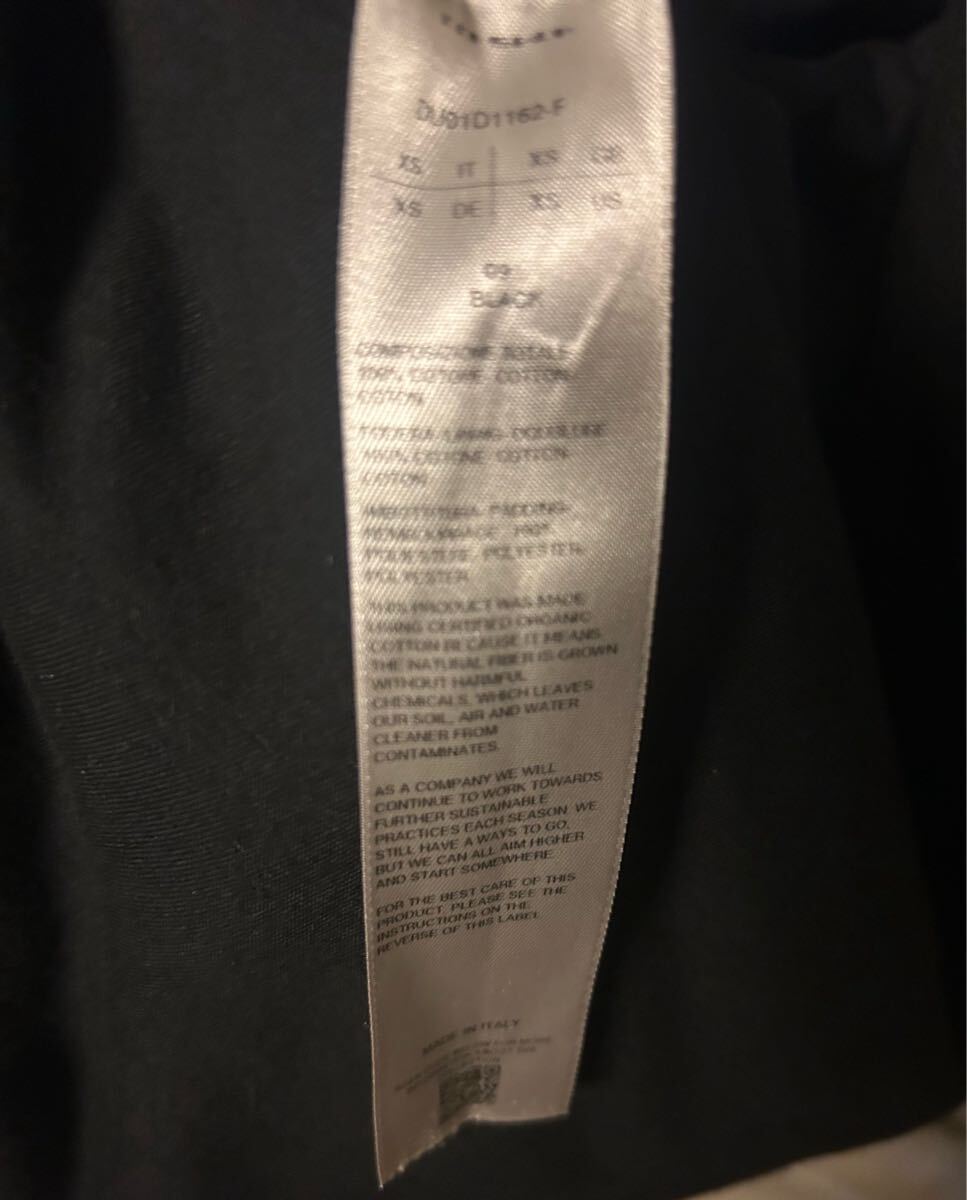 DU01D1162-F
XS IT XS GB
XS DE XS US
09
BLACK
COMPOSIZIONE TOTALE
100% COTONE COTTON
COTON
FODERA-LINING-DOUBLURE
100% COTONE COTTON
COTON
IMBOTTITURA-PADDING-
REMBOURRAGE
POLYESTER-
POLYESTER
THIS PRODUCT WAS MADE
USING CERTIFIED ORGANIC
COTTON BECAUSE IT MEANS
THE NATURAL FIBER IS GROWN
WITHOUT HARMFUL
CHEMICALS, WHICH LEAVES
OUR SOIL, AIR AND WATER
CLEANER FROM
CONTAMINATES.
AS A COMPANY WE WILL
CONTINUE TO WORK TOWARDS
FURTHER SUSTAINABLE
PRACTICES EACH SEASON. WE
STILL HAVE A WAYS TO GO,
BUT WE CAN ALL AIM HIGHER
AND START SOMEWHERE.
FOR THE BEST CARE OF THIS
PRODUCT, PLEASE SEE THE
INSTRUCTIONS ON THE
REVERSE OF THIS LABEL
MADE IN ITALY